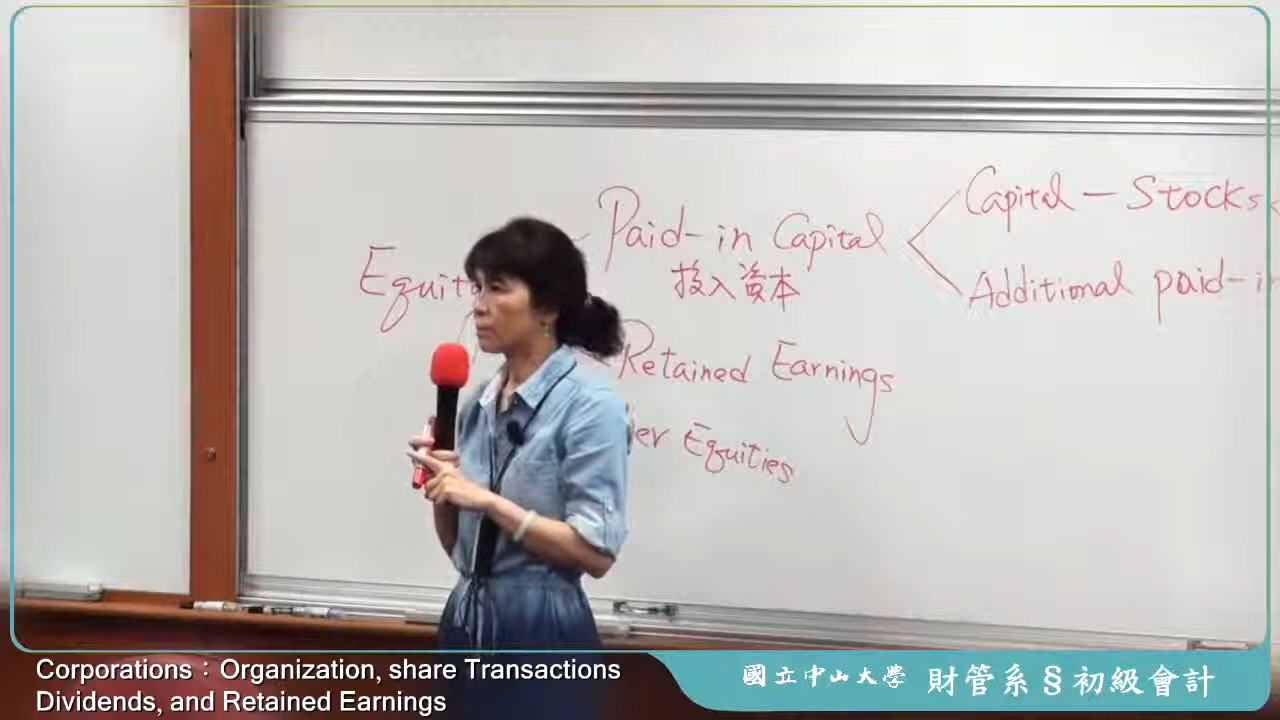 Capital - Stocks
Paid-in Capital
Equit
投入資本
Additional paid-in
Retained Earnings
er Equities
Corporations：Organization, share Transactions
Dividends, and Retained Earnings
國立中山大學 財管系§初級會計